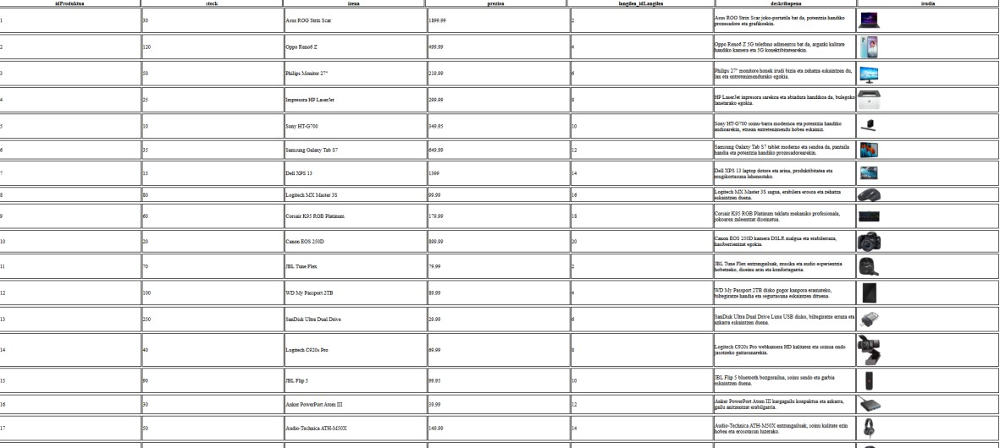 idProduktua stock izena prezioa langilea_idLangilea deskribapena irudia
1 30 Asus ROG Strix Scar 1899.99 2 Asus ROG Strix Scar joko-portatila bat da, potentzia handiko
prozesadore eta grafikoekin.
2 120 Oppo Reno6 Z 499.99 4 Oppo Reno6 Z 5G telefono adimentsu bat da, argazki kalitate
handiko kamera eta 5G konektibitatearekin.
3 50 Philips Monitor 27" 219.99 6 Philips 27" monitore honek irudi bizia eta zehatza eskaintzen du,
lan eta entretenimendurako egokia.
4 25 Impresora HP LaserJet 299.99 8 HP LaserJet inpresora sarekoa eta abiadura handikoa da, bulegoko
lanetarako egokia.
5 10 Sony HT-G700 349.95 10 Sony HT-G700 soinu-barra modernoa eta potentzia handiko
audioarekin, etxean entretenimendu hobea eskainiz.
6 35 Samsung Galaxy Tab S7 649.99 12 Samsung Galaxy Tab S7 tablet moderno eta sendoa da, pantaila
handia eta potentzia handiko prozesadorearekin.
7 15 Dell XPS 13 1399 14 Dell XPS 13 laptop dotore eta arina, produktibitatea eta
mugikortasuna lehenesteko.
8 80 Logitech MX Master 3S 99.99 16 Logitech MX Master 3S sagua, erabilera erosoa eta zehatza
eskaintzen duena.
9 60 Corsair K95 RGB Platinum 179.99 18 Corsair K95 RGB Platinum teklatu mekaniko profesionala,
jokoaren zaleentzat diseinatua.
10 20 Canon EOS 250D 899.99 20 Canon EOS 250D kamera DSLR malgua eta erabilerraza,
hasiberrientzat egokia.
11 70 JBL Tune Flex 79.99 2 JBL Tune Flex entzungailuak, musika eta audio esperientzia
hobetzeko, diseinu arin eta konfortagarria.
12 100 WD My Passport 2TB 89.99 4 WD My Passport 2TB disko gogor kanpora eramateko,
biltegiratze handia eta segurtasuna eskaintzen dituena.
13 250 SanDisk Ultra Dual Drive 29.99 6 SanDisk Ultra Dual Drive Luxe USB disko, biltegiratze erraza eta
azkarra eskaintzen duena.
14 40 Logitech C920s Pro 69.99 8 Logitech C920s Pro webkamera HD kalitatez eta soinua ondo
jasotzeko gaitasunarekin.
15 90 JBL Flip 5 99.95 10 JBL Flip 5 bluetooth bozgorailua, soinu sendo eta garbia
eskaintzen duena.
16 30 Anker PowerPort Atom III 39.99 12 Anker PowerPort Atom III kargagailu konpaktua eta azkarra,
gailu anitzentzat erabilgarria.
17 50 Audio-Technica ATH-M50X 149.99 14 Audio-Technica ATH-M50X entzungailuak, soinu kalitate ezin
hobea eta erosotasun luzerako.